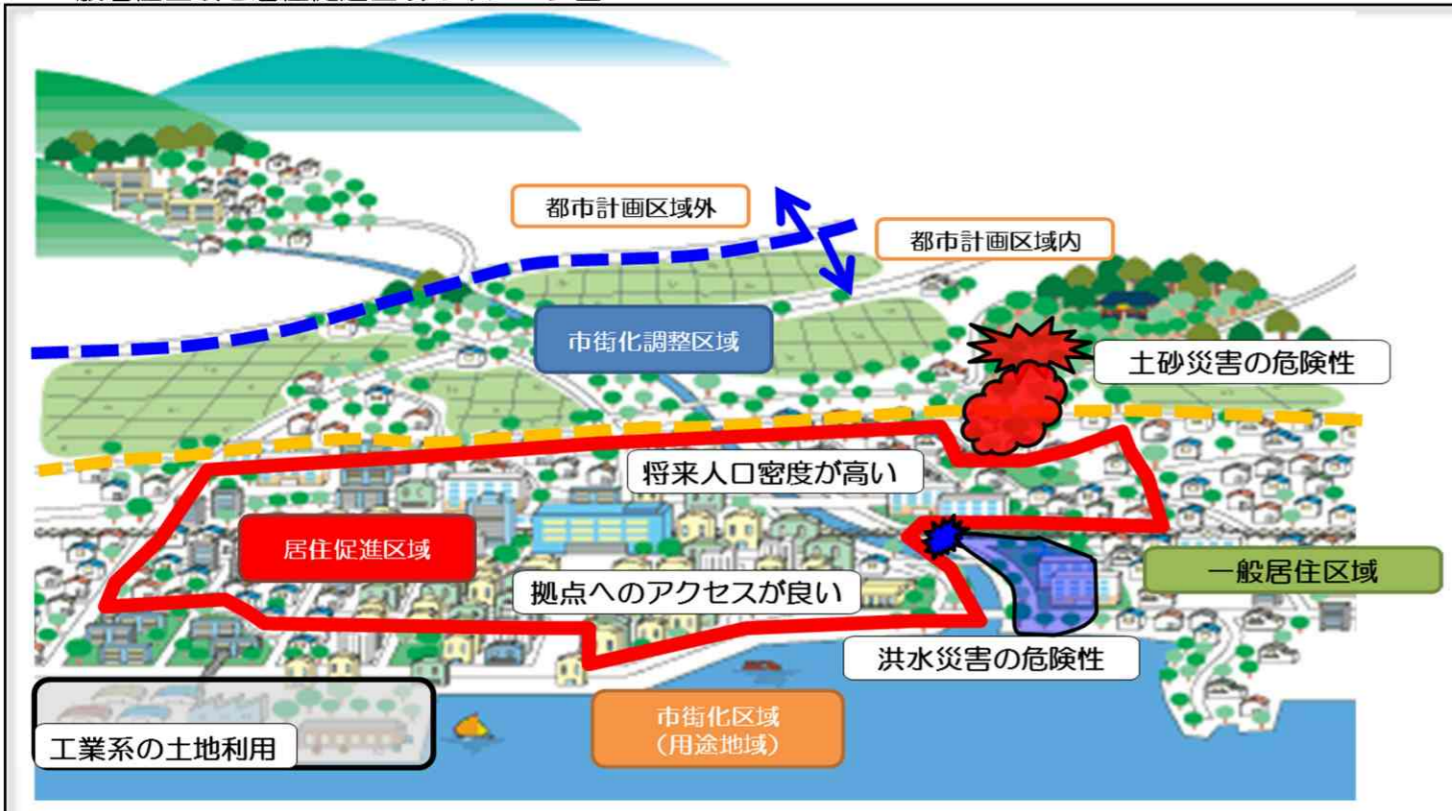 都市計画区域外
都市計画区域内
市街化調整区域
土砂災害の危険性
将来人口密度が高い
居住促進区域
一般居住区域
拠点へのアクセスが良い
洪水災害の危険性
市街化区域
(用途地域)
工業系の土地利用